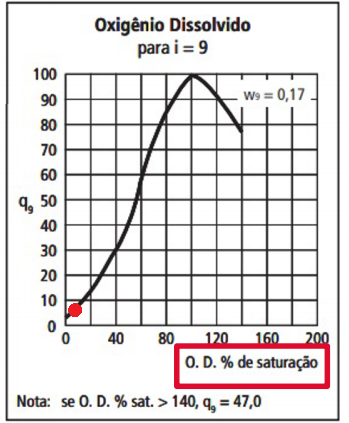 Oxigênio Dissolvido
para i = 9
100
90
80
70
60
50
40
30
20
10
0
q₉
w₉ = 0,17
0 40 80 120 160 200
O. D. % de saturação
Nota: se O. D. % sat. > 140, q₉ = 47,0